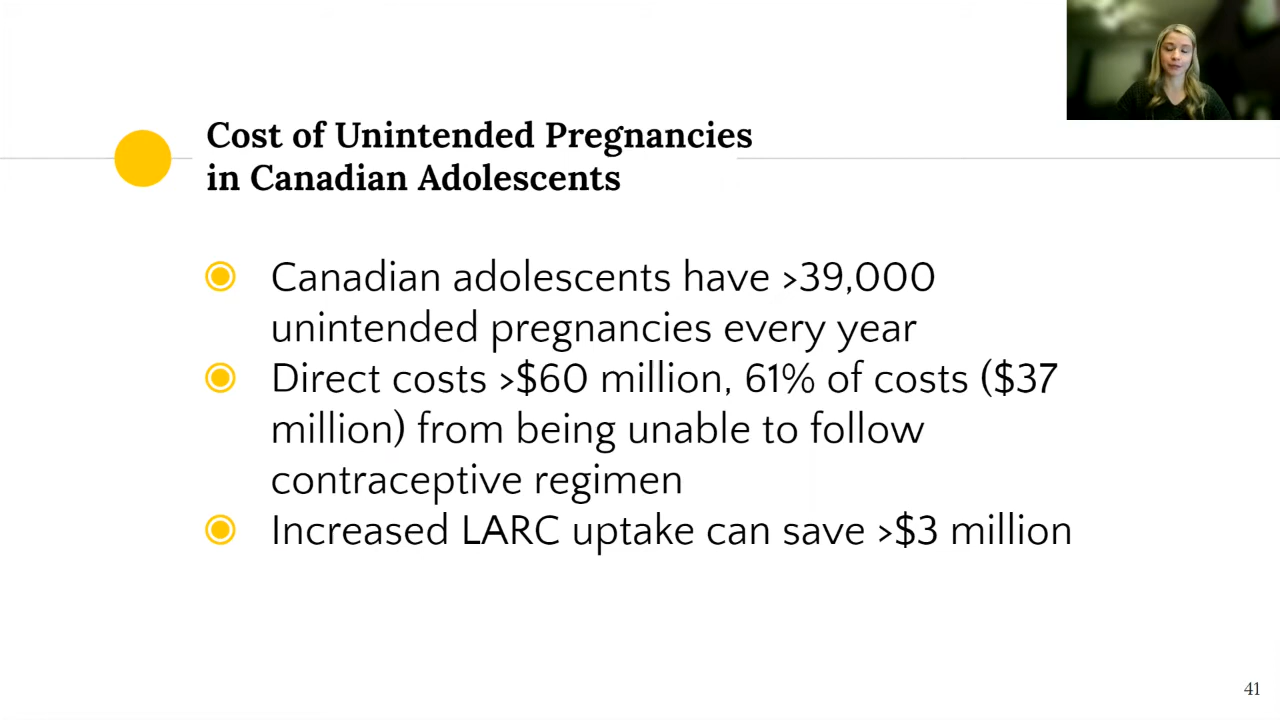 Cost of Unintended Pregnancies
in Canadian Adolescents
Canadian adolescents have >39,000
unintended pregnancies every year
Direct costs >$60 million, 61% of costs ($37
million) from being unable to follow
contraceptive regimen
Increased LARC uptake can save >$3 million
41